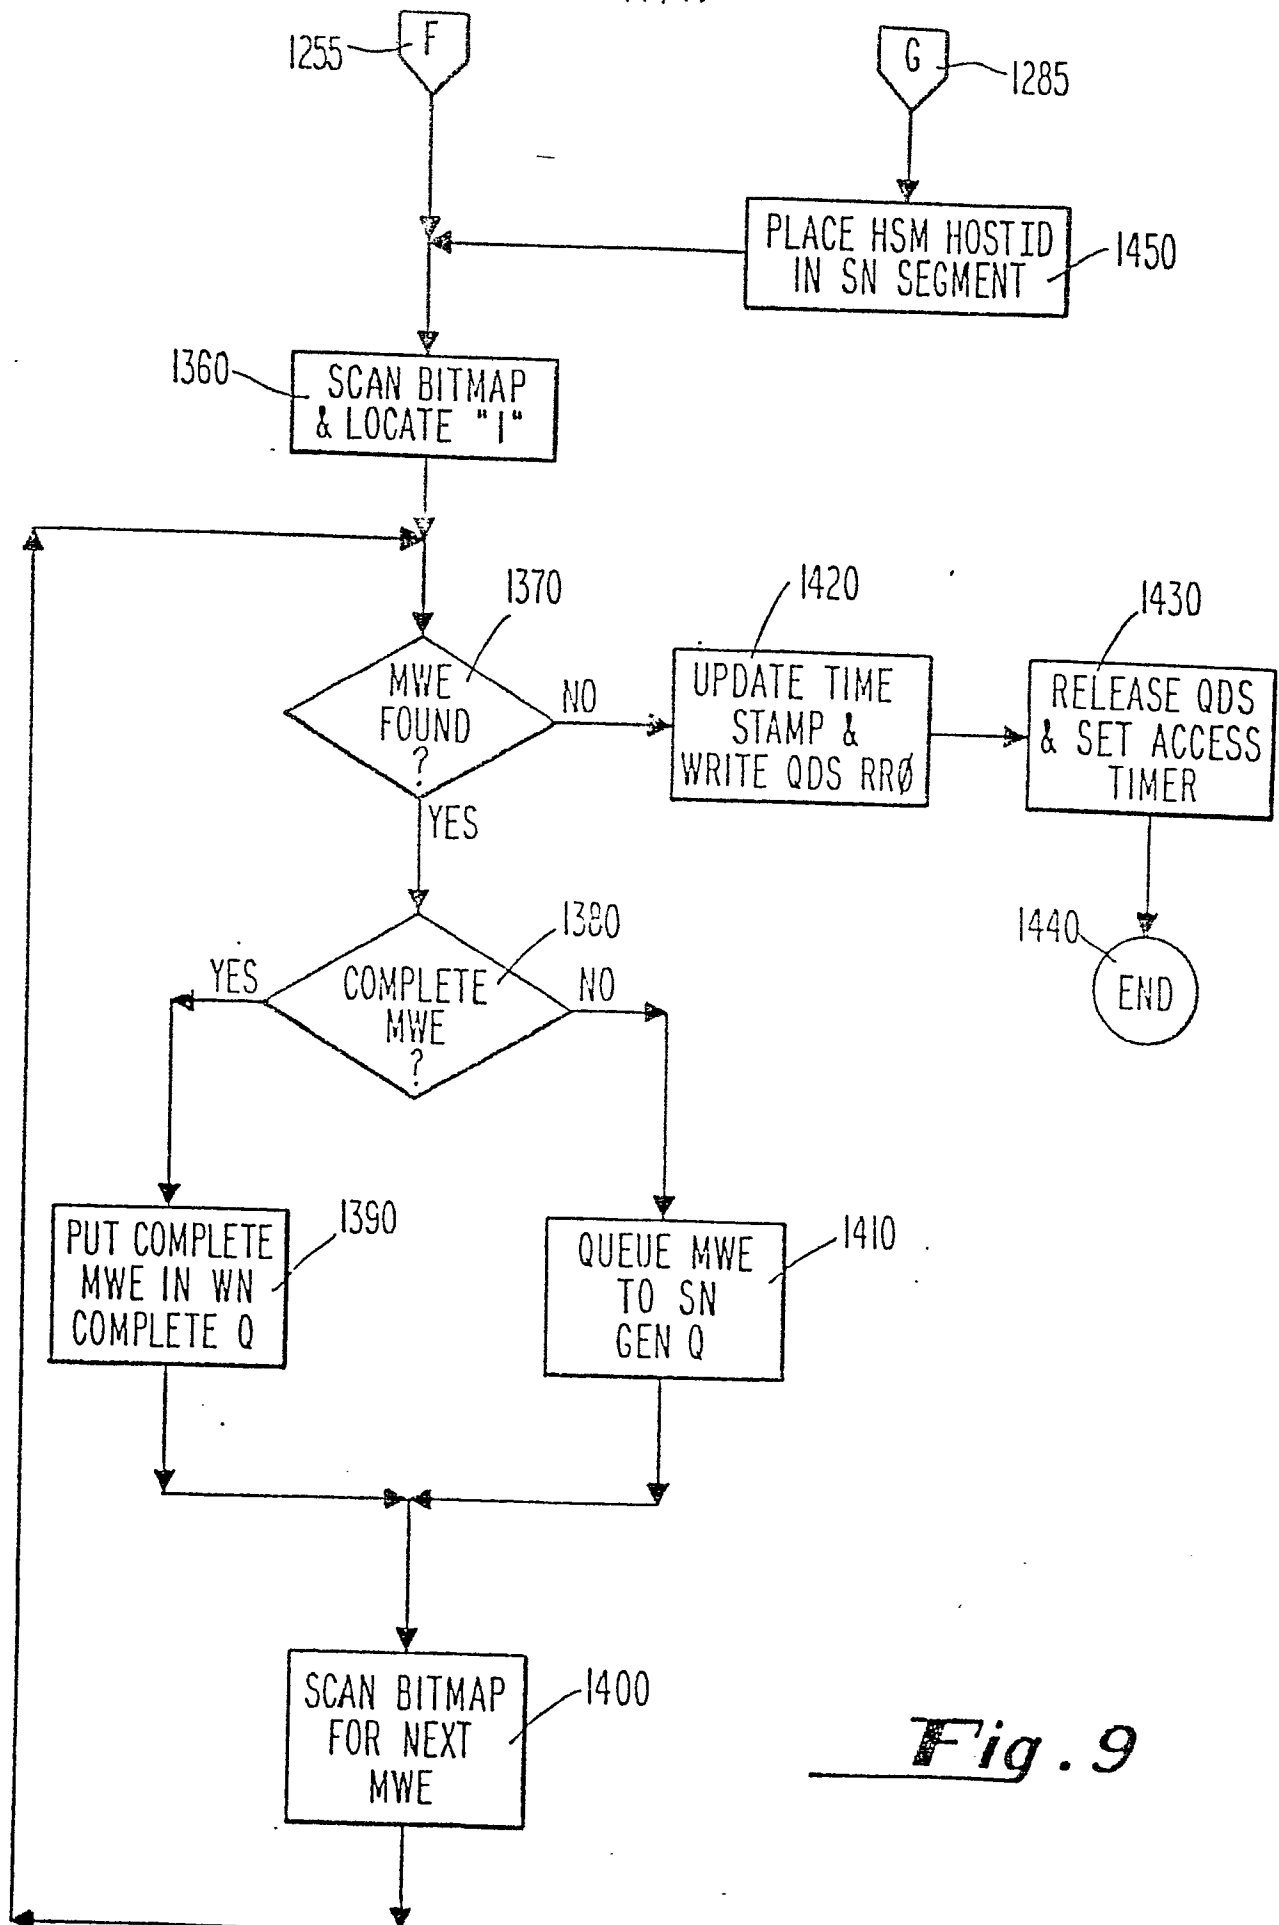 F
1255
G
1285
PLACE HSM HOSTID
IN SN SEGMENT
1450
1360
SCAN BITMAP
& LOCATE "1"
1370
MWE
FOUND
?
NO
YES
1420
UPDATE TIME
STAMP &
WRITE QDS RRØ
1430
RELEASE QDS
& SET ACCESS
TIMER
1440
END
1380
YES
COMPLETE
MWE
?
NO
PUT COMPLETE
MWE IN WN
COMPLETE Q
1390
QUEUE MWE
TO SN
GEN Q
1410
SCAN BITMAP
FOR NEXT
MWE
1400
Fig. 9